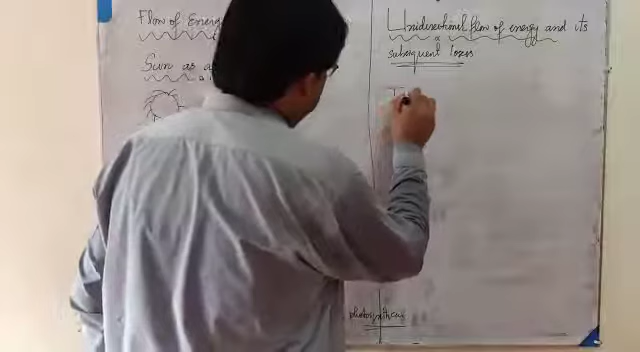 Flow of Energ
Sun as a
photosynthesis
Unidirectional flow of energy and its
subsequent losses